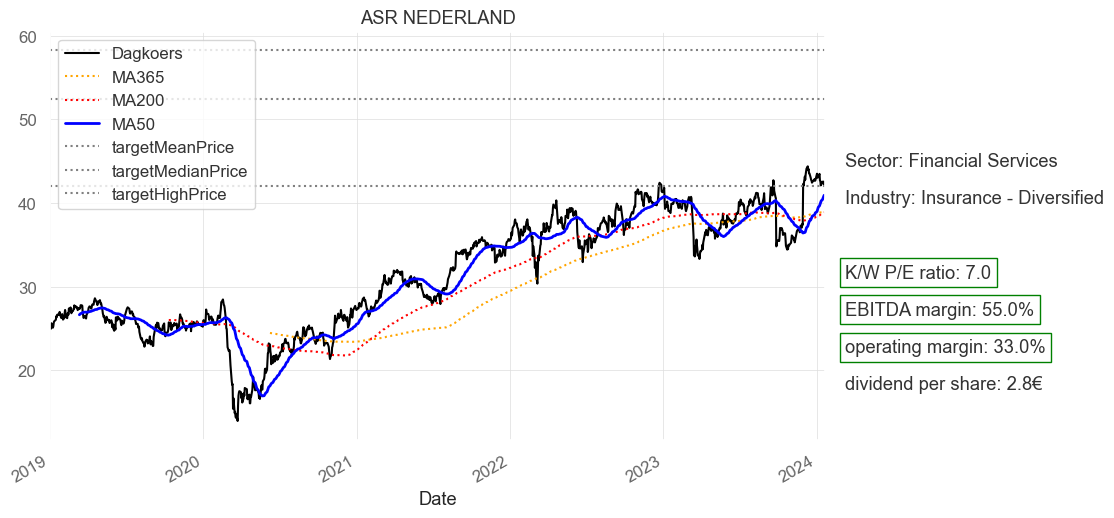 ASR NEDERLAND
60
50
40
30
20
Dagkoers
MA365
MA200
MA50
targetMeanPrice
targetMedianPrice
targetHighPrice
2019
2020
2021
2022
2023
2024
Date
Sector: Financial Services
Industry: Insurance - Diversified
K/W P/E ratio: 7.0
EBITDA margin: 55.0%
operating margin: 33.0%
dividend per share: 2.8€